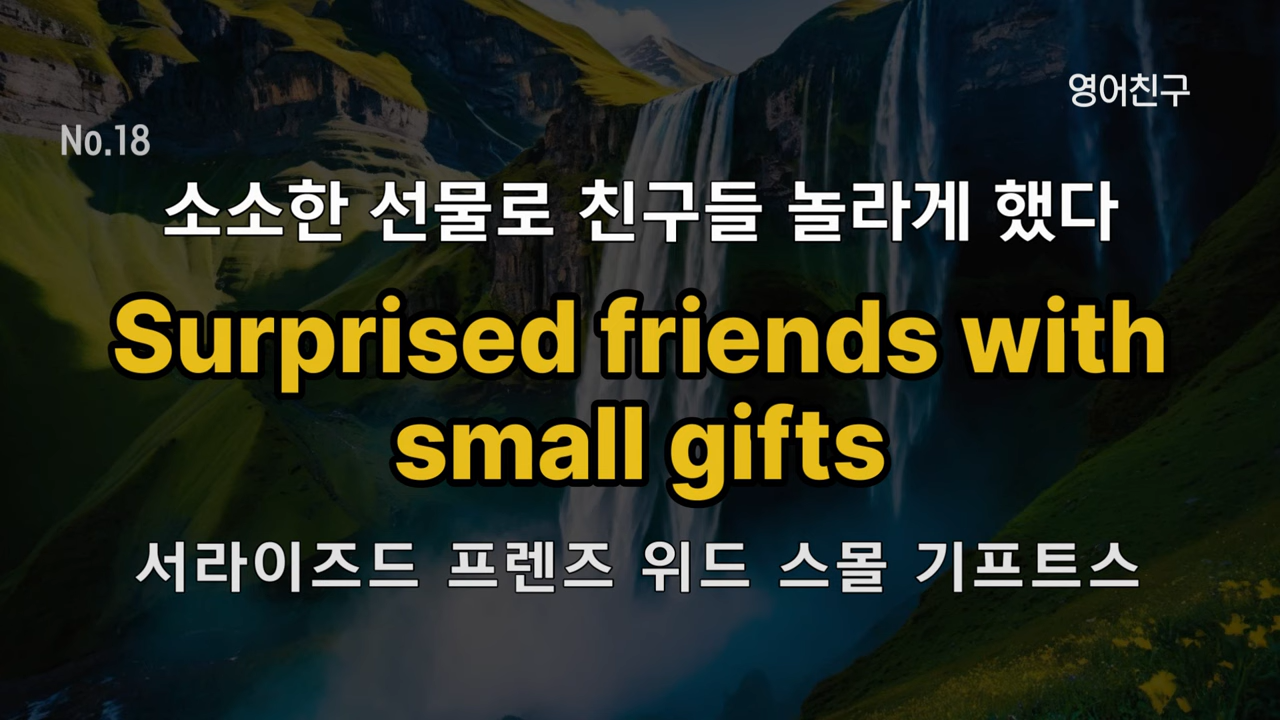 영어친구
No.18
소소한 선물로 친구들 놀라게 했다
Surprised friends with
small gifts
서라이즈드 프렌즈 위드 스몰 기프트스